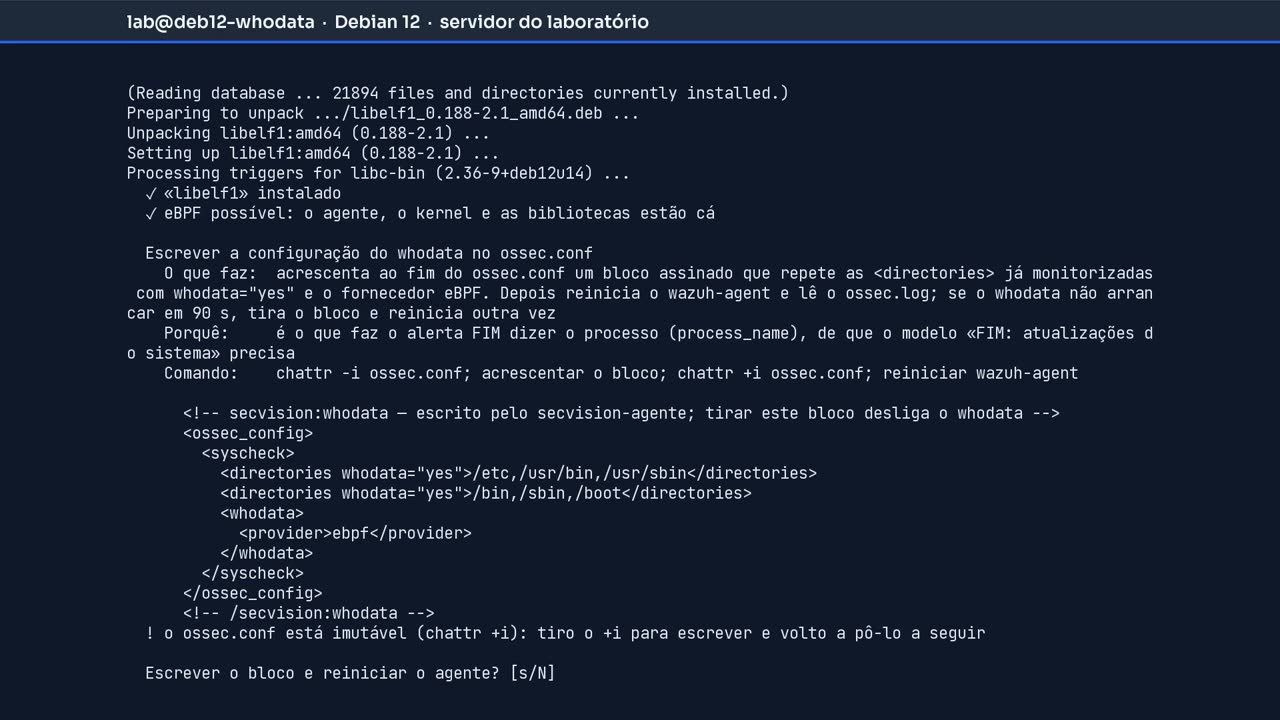 lab@deb12-whodata · Debian 12 · servidor do laboratório
(Reading database ... 21894 files and directories currently installed.)
Preparing to unpack .../libelf1_0.188-2.1_amd64.deb ...
Unpacking libelf1:amd64 (0.188-2.1) ...
Setting up libelf1:amd64 (0.188-2.1) ...
Processing triggers for libc-bin (2.36-9+deb12u14) ...
✓ «libelf1» instalado
✓ eBPF possível: o agente, o kernel e as bibliotecas estão cá
Escrever a configuração do whodata no ossec.conf
O que faz:  acrescenta ao fim do ossec.conf um bloco assinado que repete as <directories> já monitorizadas
com whodata="yes" e o fornecedor eBPF. Depois reinicia o wazuh-agent e lê o ossec.log; se o whodata não arran
car em 90 s, tira o bloco e reinicia outra vez
Porquê:     é o que faz o alerta FIM dizer o processo (process_name), de que o modelo «FIM: atualizações d
o sistema» precisa
Comando:    chattr -i ossec.conf; acrescentar o bloco; chattr +i ossec.conf; reiniciar wazuh-agent
<!-- secvision:whodata — escrito pelo secvision-agente; tirar este bloco desliga o whodata -->
<ossec_config>
<syscheck>
<directories whodata="yes">/etc,/usr/bin,/usr/sbin</directories>
<directories whodata="yes">/bin,/sbin,/boot</directories>
<whodata>
<provider>ebpf</provider>
</whodata>
</syscheck>
</ossec_config>
<!-- /secvision:whodata -->
! o ossec.conf está imutável (chattr +i): tiro o +i para escrever e volto a pô-lo a seguir
Escrever o bloco e reiniciar o agente? [s/N]